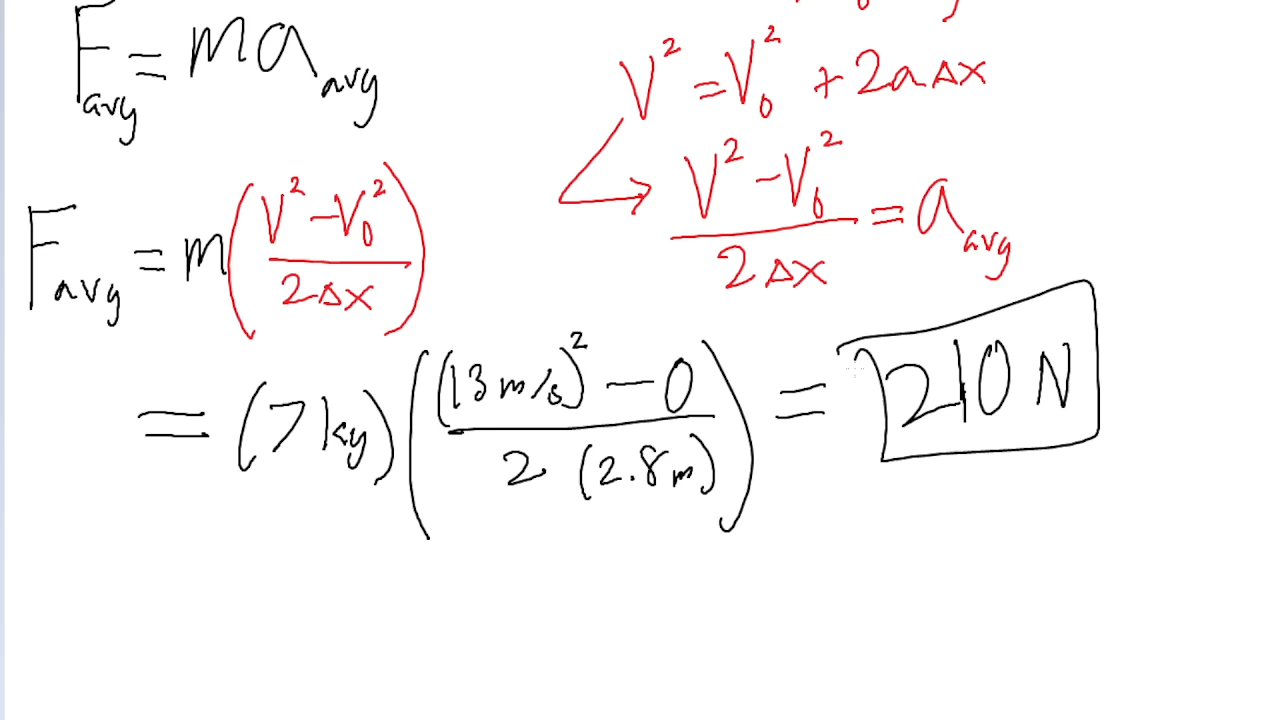 F_avg = ma_avg
V² = V₀² + 2aΔx
(V² - V₀²) / 2Δx = a_avg
F_avg = m((V² - V₀²) / 2Δx)
= (7 kg)(((13 m/s)² - 0) / 2 (2.8 m)) = 210 N